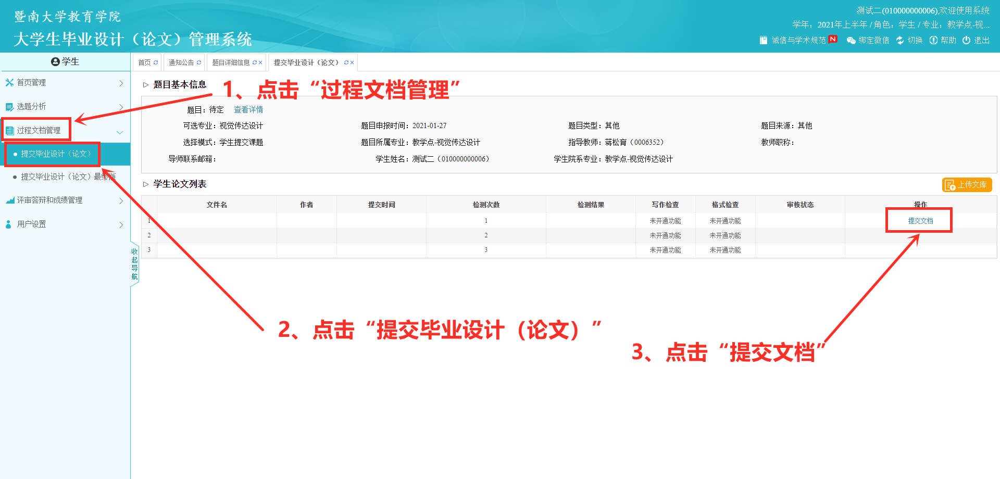 暨南大学教育学院
大学生毕业设计（论文）管理系统
测试二(010000000006),欢迎使用系统
学年：2021年上半年 / 角色：学生 / 专业：教学点-视...
诚信与学术规范 N 绑定微信 切换 帮助 退出
学生
首页管理
选题分析
过程文档管理
提交毕业设计（论文）
提交毕业设计（论文）最终版
评审答辩和成绩管理
用户设置
收起导航
首页 通知公告 题目详细信息 × 提交毕业设计（论文） ×
题目基本信息
1、点击“过程文档管理”
题目：待定 查看详情
可选专业：视觉传达设计 题目申报时间：2021-01-27 题目类型：其他 题目来源：其他
选择模式：学生提交课题 题目所属专业：教学点-视觉传达设计 指导教师：蒋松育（0006352） 教师职称：
导师联系邮箱： 学生姓名：测试二（010000000006） 学生院系专业：教学点-视觉传达设计
学生论文列表 上传文库
文件名 作者 提交时间 检测次数 检测结果 写作检查 格式检查 审核状态 操作
1 1 未开通功能 未开通功能 提交文档
2 2 未开通功能 未开通功能
3 3 未开通功能 未开通功能
2、点击“提交毕业设计（论文）”
3、点击“提交文档”